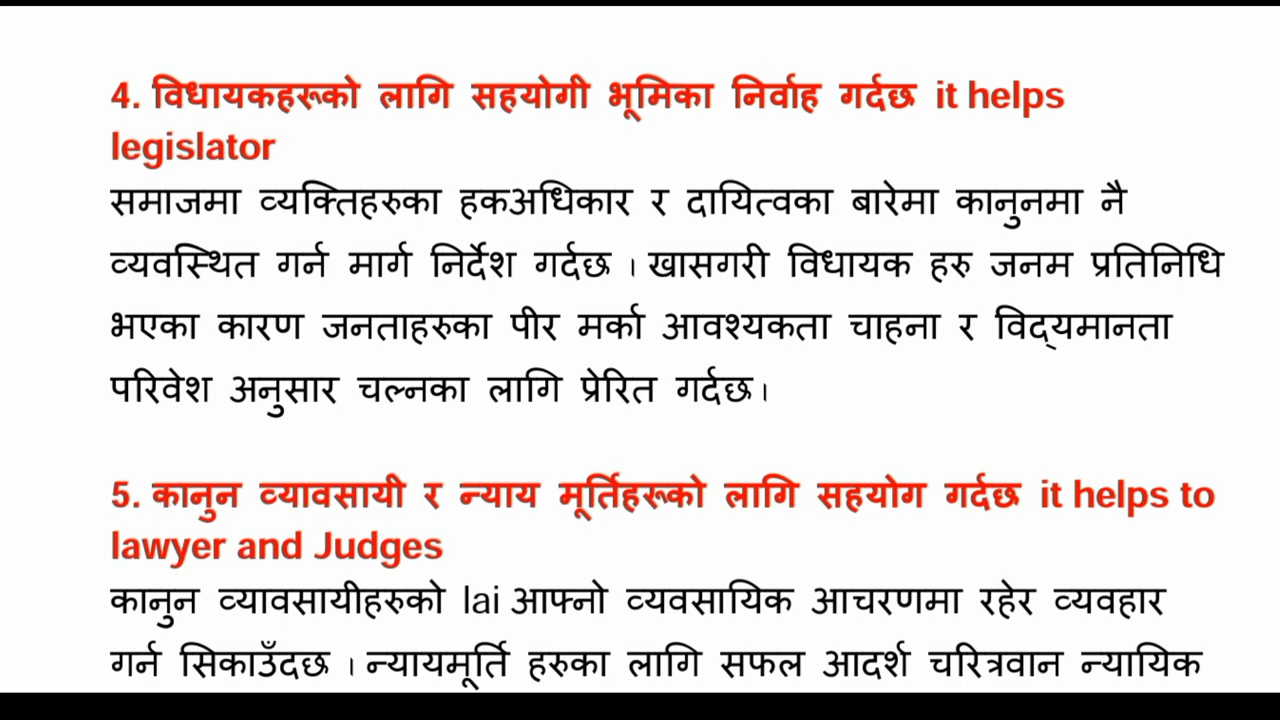 4. विधायकहरूको लागि सहयोगी भूमिका निर्वाह गर्दछ it helps
legislator
समाजमा व्यक्तिहरुका हकअधिकार र दायित्वका बारेमा कानुनमा नै
व्यवस्थित गर्न मार्ग निर्देश गर्दछ । खासगरी विधायक हरु जनम प्रतिनिधि
भएका कारण जनताहरुका पीर मर्का आवश्यकता चाहना र विद्‌यमानता
परिवेश अनुसार चल्नका लागि प्रेरित गर्दछ।
5. कानुन व्यावसायी र न्याय मूर्तिहरूको लागि सहयोग गर्दछ it helps to
lawyer and Judges
कानुन व्यावसायीहरुको lai आफ्नो व्यवसायिक आचरणमा रहेर व्यवहार
गर्न सिकाउँदछ । न्यायमूर्ति हरुका लागि सफल आदर्श चरित्रवान न्यायिक